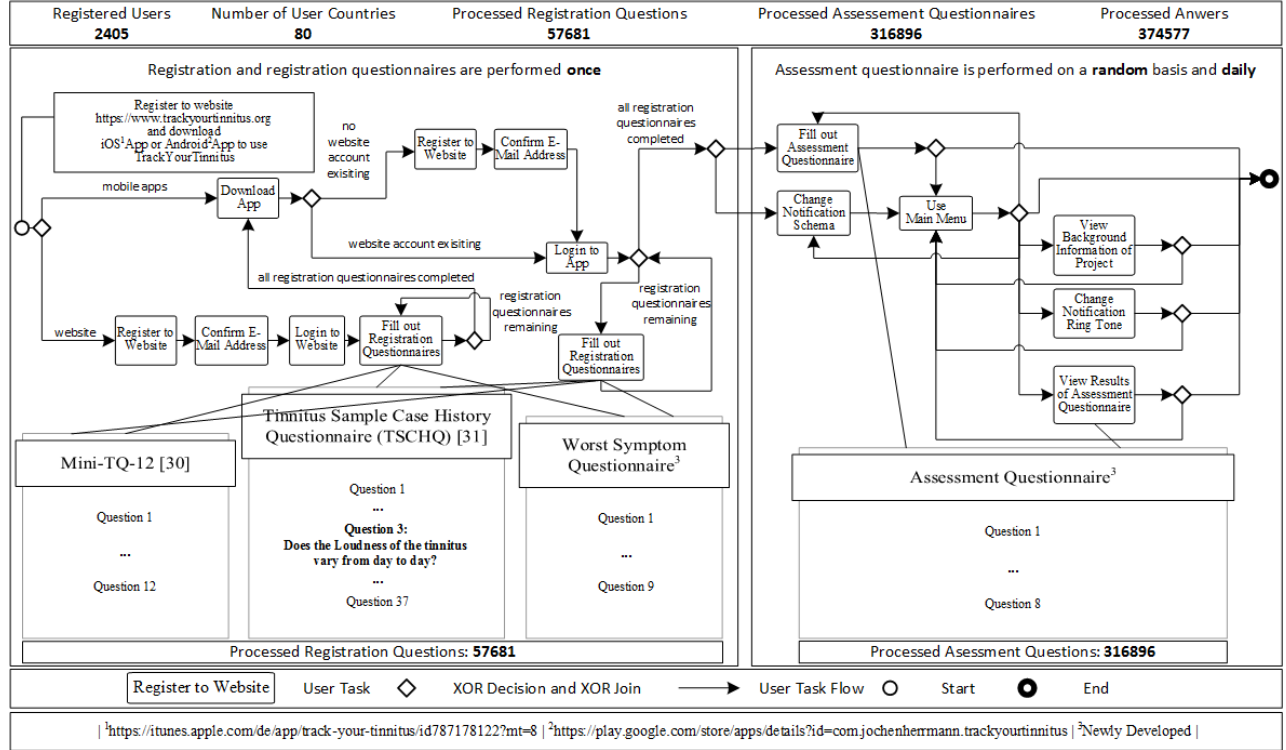 Registered Users
2405
Number of User Countries
80
Processed Registration Questions
57681
Processed Assessment Questionnaires
316896
Processed Anwers
374577
Registration and registration questionnaires are performed once
Register to website
https://www.trackyourtinnitus.org
and download
iOS¹App or Android²App to use
TrackYourTinnitus
mobile apps
Download
App
no
website
account
exisiting
Register to
Website
Confirm E-
Mail Address
all registration
questionnaires
completed
website account exisiting
Login to
App
all registration questionnaires completed
website
Register to
Website
Confirm E-
Mail Address
Login to
Website
Fill out
Registration
Questionnaires
registration
questionnaires
remaining
Fill out
Registration
Questionnaires
registration
questionnaires
remaining
Mini-TQ-12 [30]
Question 1
...
Question 12
Tinnitus Sample Case History
Questionnaire (TSCHQ) [31]
Question 1
...
Question 3:
Does the Loudness of the tinnitus
vary from day to day?
...
Question 37
Worst Symptom
Questionnaire³
Question 1
...
Question 9
Processed Registration Questions: 57681
Assessment questionnaire is performed on a random basis and daily
Fill out
Assessment
Questionnaire
Change
Notification
Schema
Use
Main Menu
View
Background
Information of
Project
Change
Notification
Ring Tone
View Results
of Assessment
Questionnaire
Assessment Questionnaire³
Question 1
...
Question 8
Processed Asessment Questions: 316896
Register to Website
User Task
XOR Decision and XOR Join
User Task Flow
Start
End
| ¹https://itunes.apple.com/de/app/track-your-tinnitus/id787178122?mt=8 | ²https://play.google.com/store/apps/details?id=com.jochenherrmann.trackyourtinnitus | ³Newly Developed |